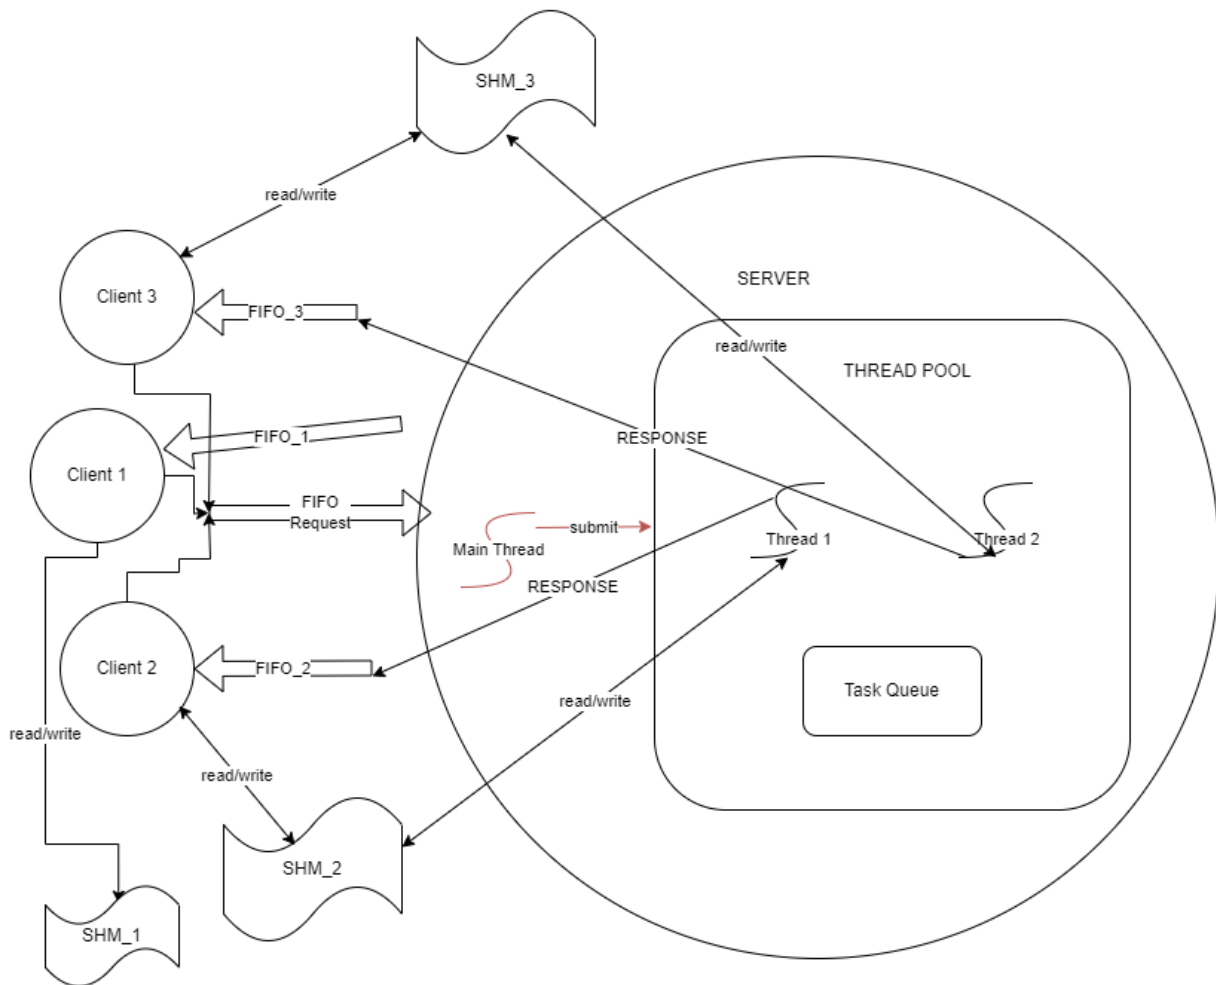 SHM_3
read/write
SERVER
Client 3
FIFO_3
read/write
THREAD POOL
RESPONSE
FIFO_1
Client 1
FIFO
Request
submit
Main Thread
Thread 1
Thread 2
RESPONSE
Client 2
FIFO_2
Task Queue
read/write
read/write
read/write
SHM_2
SHM_1